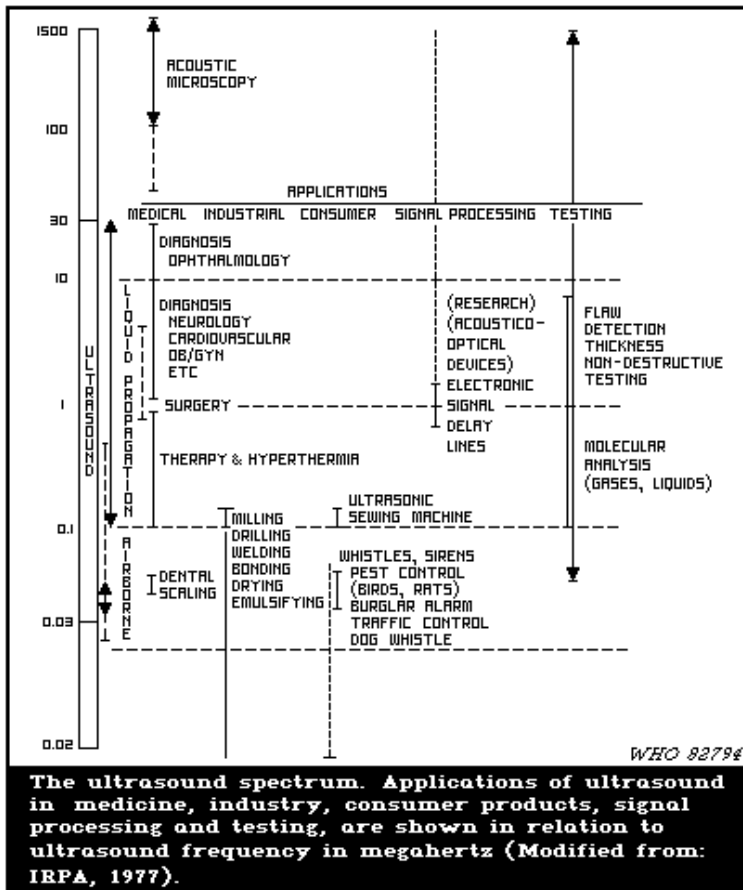 1500
ACOUSTIC
MICROSCOPY
100
APPLICATIONS
30
MEDICAL INDUSTRIAL CONSUMER SIGNAL PROCESSING TESTING
DIAGNOSIS
OPHTHALMOLOGY
10
LIQUID PROPAGATION
DIAGNOSIS
NEUROLOGY
CARDIOVASCULAR
OB/GYN
ETC
(RESEARCH)
(ACOUSTICO-
OPTICAL
DEVICES)
ELECTRONIC
SIGNAL
DELAY
LINES
FLAW
DETECTION
THICKNESS
NON-DESTRUCTIVE
TESTING
ULTRASOUND
1
SURGERY
THERAPY & HYPERTHERMIA
MOLECULAR
ANALYSIS
(GASES, LIQUIDS)
ULTRASONIC
SEWING MACHINE
0.1
AIRBORNE
MILLING
DRILLING
WELDING
BONDING
DRYING
EMULSIFYING
DENTAL
SCALING
WHISTLES, SIRENS
PEST CONTROL
(BIRDS, RATS)
BURGLAR ALARM
TRAFFIC CONTROL
DOG WHISTLE
0.03
0.02
WHO 82794
The ultrasound spectrum. Applications of ultrasound
in medicine, industry, consumer products, signal
processing and testing, are shown in relation to
ultrasound frequency in megahertz (Modified from:
IRPA, 1977).